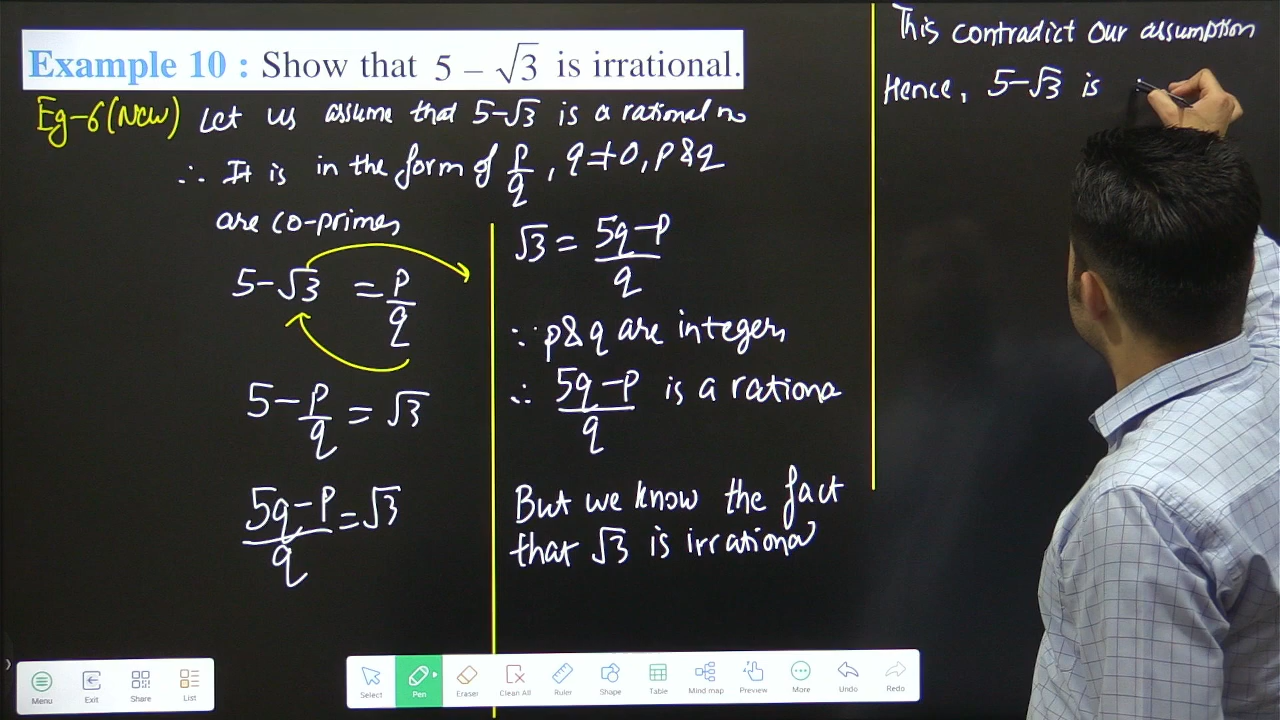 Example 10 : Show that 5 – √3 is irrational.
Eg-6(New) Let us assume that 5-√3 is a rational no
∴ It is in the form of p/q, q≠0, p & q
are co-primes
5-√3 = p/q
5-p/q = √3
5q-p/q = √3
√3 = 5q-p/q
∵ p & q are integers
∴ 5q-p/q is a rationa
But we know the fact
that √3 is irrational
This contradict our assumption
Hence, 5-√3 is
Menu
Exit
Share
List
Select
Pen
Eraser
Clean All
Ruler
Shape
Table
Mind map
Preview
More
Undo
Redo